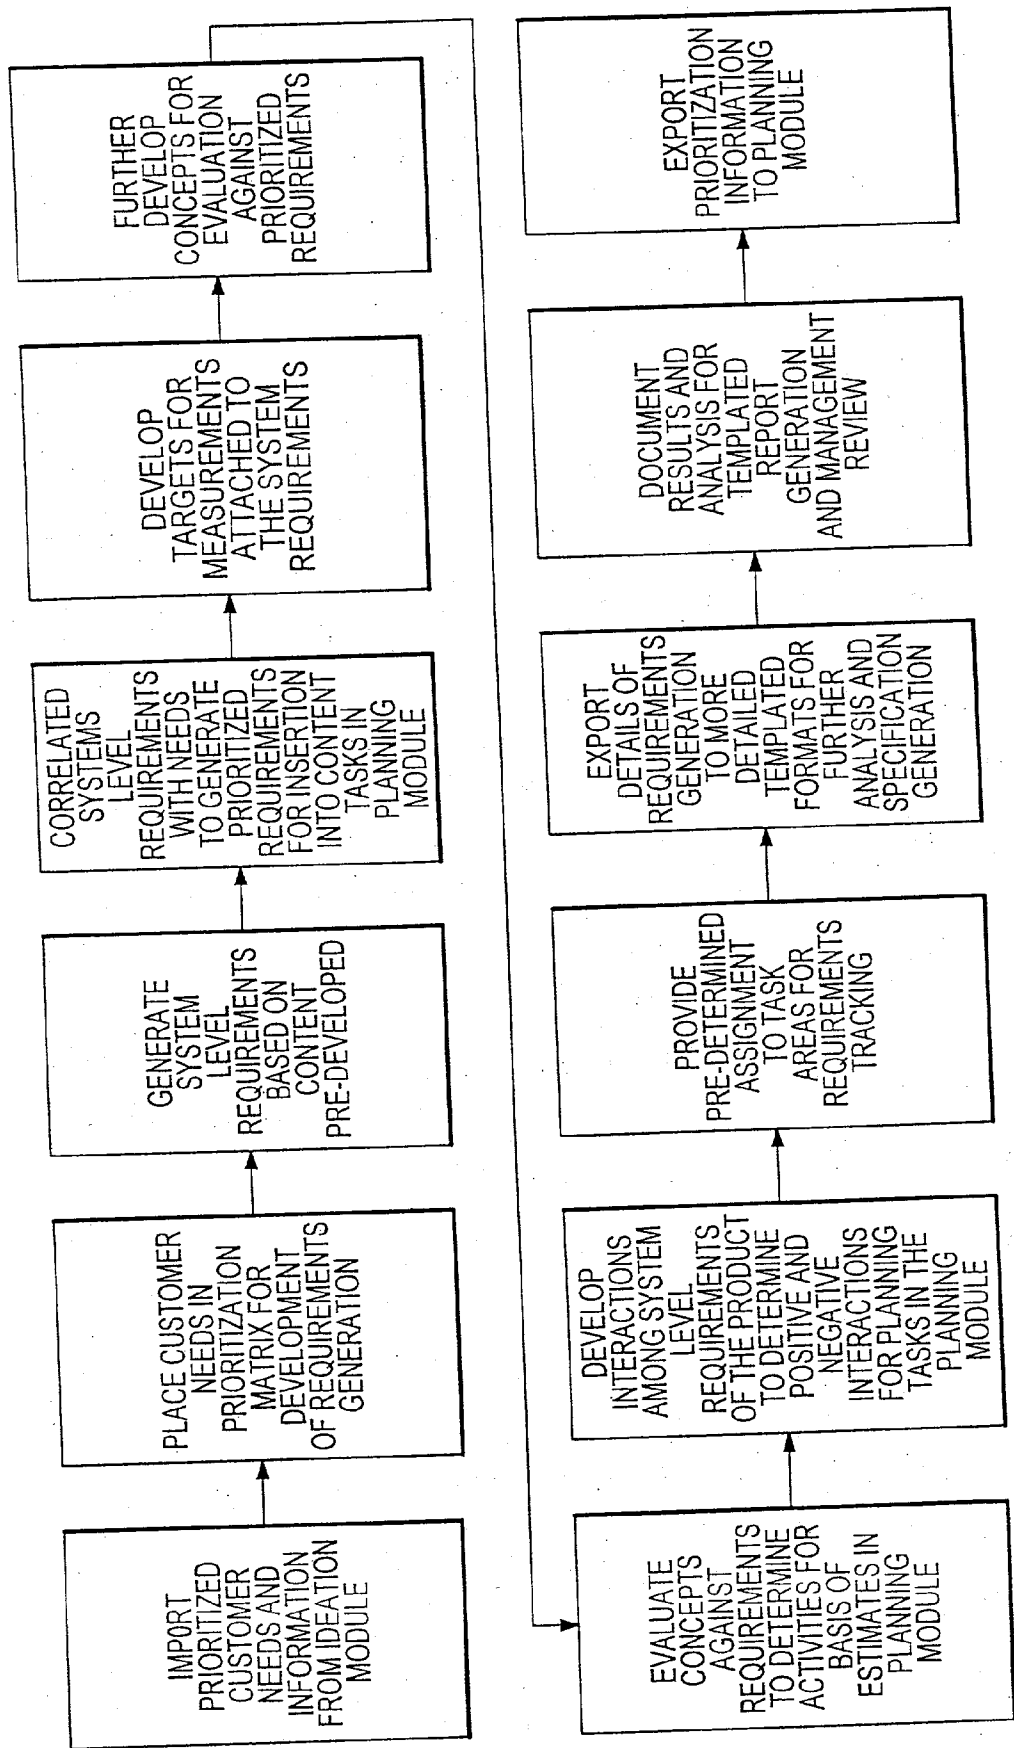 IMPORT
PRIORITIZED
CUSTOMER
NEEDS AND
INFORMATION
FROM IDEATION
MODULE
PLACE CUSTOMER
NEEDS IN
PRIORITIZATION
MATRIX FOR
DEVELOPMENT
OF REQUIREMENTS
GENERATION
GENERATE
SYSTEM
LEVEL
REQUIREMENTS
BASED ON
CONTENT
PRE-DEVELOPED
CORRELATED
SYSTEMS
LEVEL
REQUIREMENTS
WITH NEEDS
TO GENERATE
PRIORITIZED
REQUIREMENTS
FOR INSERTION
INTO CONTENT
TASKS IN
PLANNING
MODULE
DEVELOP
TARGETS FOR
MEASUREMENTS
ATTACHED TO
THE SYSTEM
REQUIREMENTS
FURTHER
DEVELOP
CONCEPTS FOR
EVALUATION
AGAINST
PRIORITIZED
REQUIREMENTS
EVALUATE
CONCEPTS
AGAINST
REQUIREMENTS
TO DETERMINE
ACTIVITIES FOR
BASIS OF
ESTIMATES IN
PLANNING
MODULE
DEVELOP
INTERACTIONS
AMONG SYSTEM
LEVEL
REQUIREMENTS
OF THE PRODUCT
TO DETERMINE
POSITIVE AND
NEGATIVE
INTERACTIONS
FOR PLANNING
TASKS IN THE
PLANNING
MODULE
PROVIDE
PRE-DETERMINED
ASSIGNMENT
TO TASK
AREAS FOR
REQUIREMENTS
TRACKING
EXPORT
DETAILS OF
REQUIREMENTS
GENERATION
TO MORE
DETAILED
TEMPLATED
FORMATS FOR
FURTHER
ANALYSIS AND
SPECIFICATION
GENERATION
DOCUMENT
RESULTS AND
ANALYSIS FOR
TEMPLATED
REPORT
GENERATION
AND MANAGEMENT
REVIEW
EXPORT
PRIORITIZATION
INFORMATION
TO PLANNING
MODULE